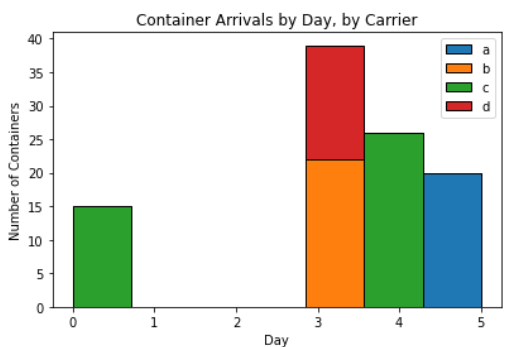 Container Arrivals by Day, by Carrier
40
35
30
25
20
15
10
5
0
Number of Containers
a
b
c
d
0 1 2 3 4 5
Day